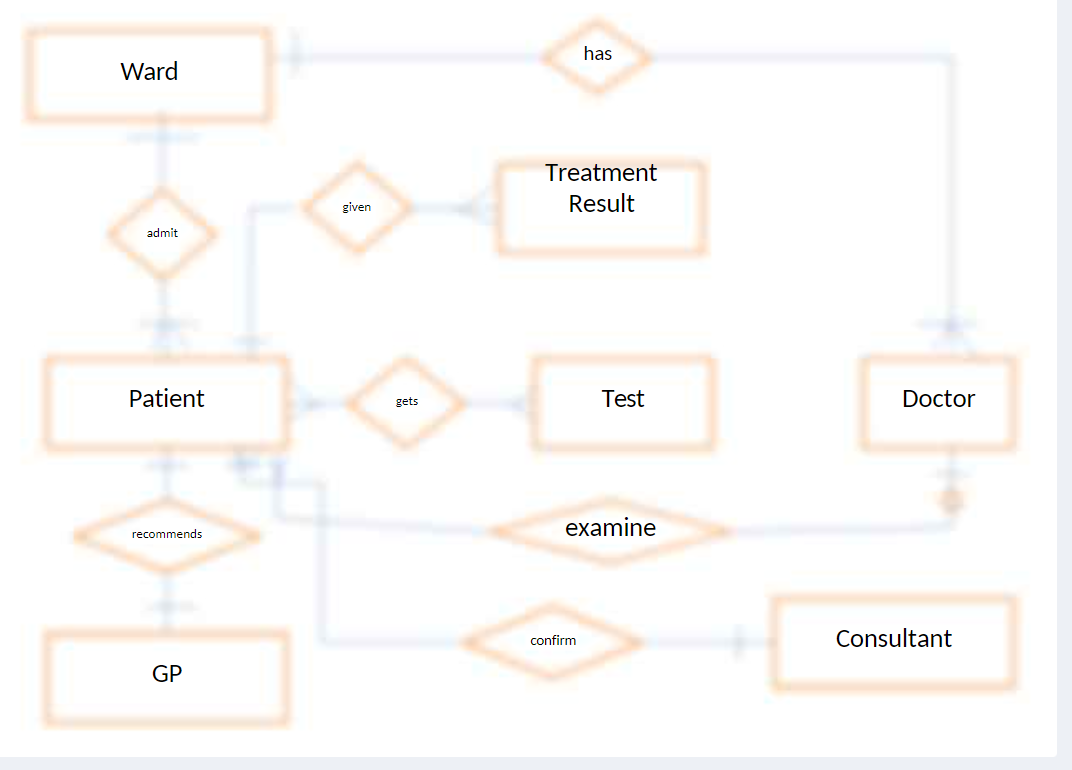 has
Ward
Treatment
Result
given
admit
Patient
gets
Test
Doctor
recommends
examine
confirm
Consultant
GP